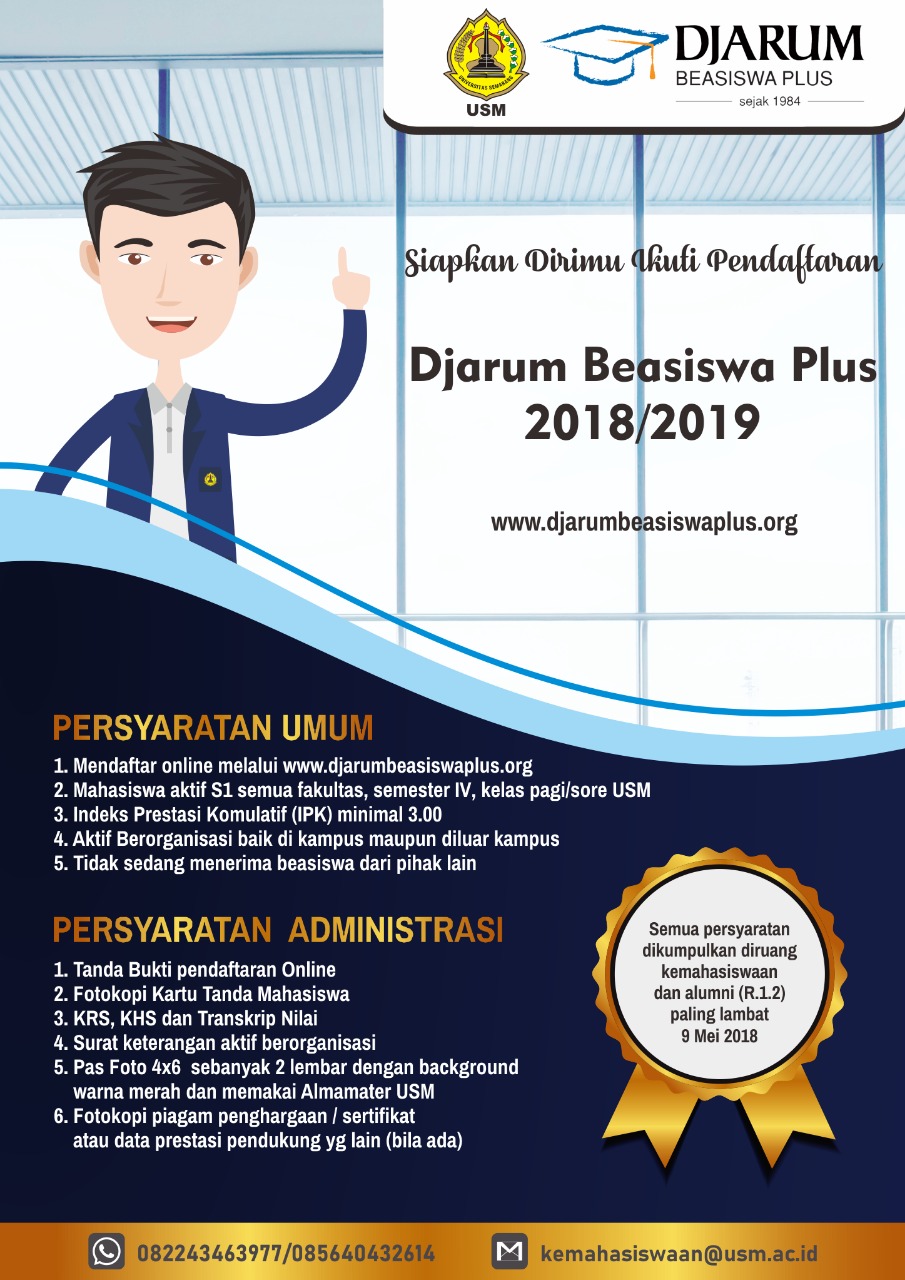 UNIVERSITAS SEMARANG
USM
DJARUM
BEASISWA PLUS
sejak 1984
Siapkan Dirimu Ikuti Pendaftaran
Djarum Beasiswa Plus
2018/2019
www.djarumbeasiswaplus.org
PERSYARATAN UMUM
1. Mendaftar online melalui www.djarumbeasiswaplus.org
2. Mahasiswa aktif S1 semua fakultas, semester IV, kelas pagi/sore USM
3. Indeks Prestasi Komulatif (IPK) minimal 3.00
4. Aktif Berorganisasi baik di kampus maupun diluar kampus
5. Tidak sedang menerima beasiswa dari pihak lain
PERSYARATAN ADMINISTRASI
1. Tanda Bukti pendaftaran Online
2. Fotokopi Kartu Tanda Mahasiswa
3. KRS, KHS dan Transkrip Nilai
4. Surat keterangan aktif berorganisasi
5. Pas Foto 4x6 sebanyak 2 lembar dengan background
warna merah dan memakai Almamater USM
6. Fotokopi piagam penghargaan / sertifikat
atau data prestasi pendukung yg lain (bila ada)
Semua persyaratan
dikumpulkan diruang
kemahasiswaan
dan alumni (R.1.2)
paling lambat
9 Mei 2018
082243463977/085640432614
kemahasiswaan@usm.ac.id